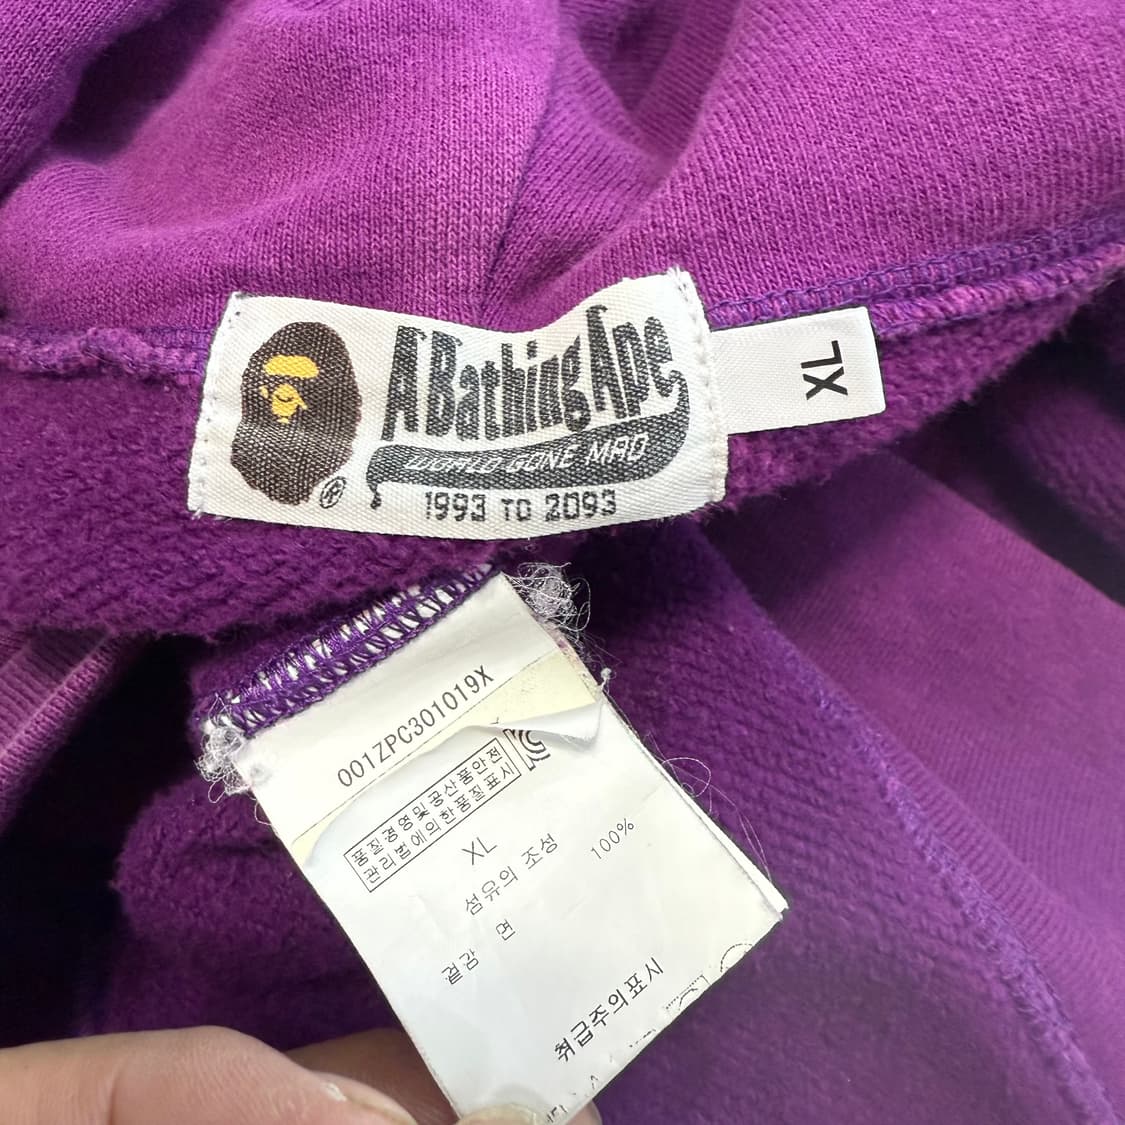 A Bathing Ape
WORLD GONE MAD
1993 TO 2093
®
XL
001ZPC301019X
품질경영및공산품안전
관리법에의한품질표시
XL
섬유의 조성
겉감 면 100%
취급주의표시